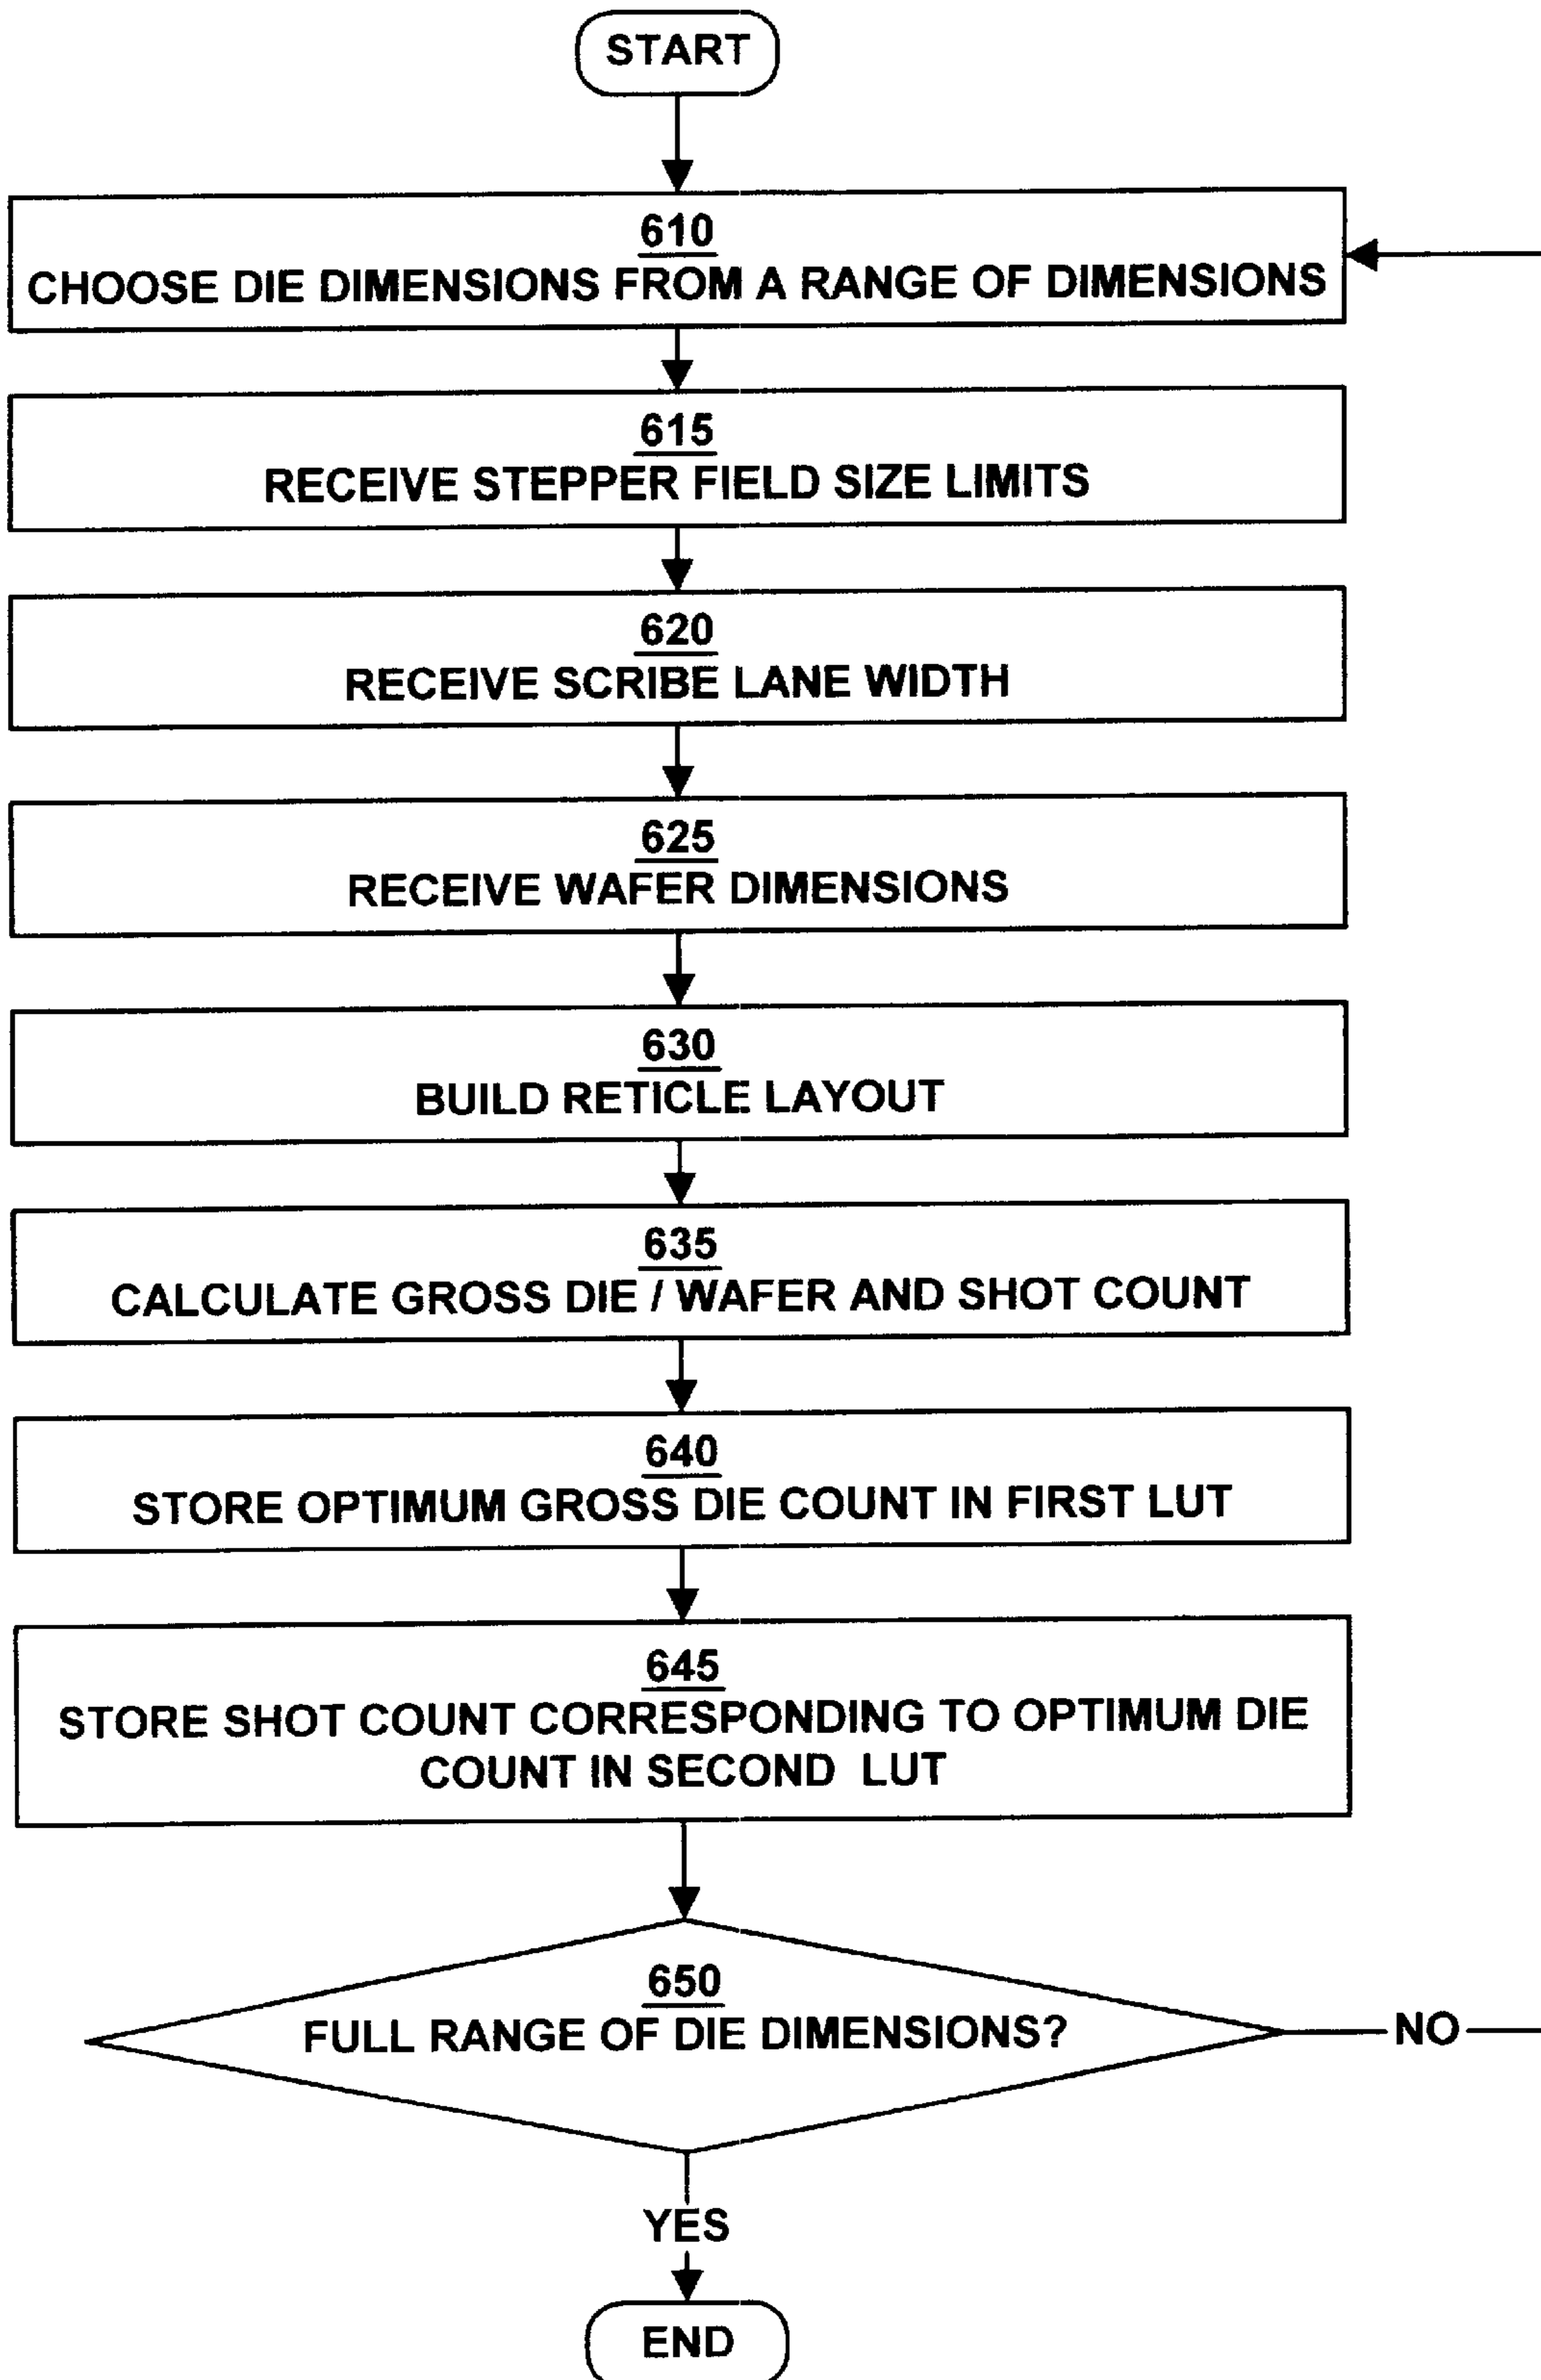 START
610
CHOOSE DIE DIMENSIONS FROM A RANGE OF DIMENSIONS
615
RECEIVE STEPPER FIELD SIZE LIMITS
620
RECEIVE SCRIBE LANE WIDTH
625
RECEIVE WAFER DIMENSIONS
630
BUILD RETICLE LAYOUT
635
CALCULATE GROSS DIE / WAFER AND SHOT COUNT
640
STORE OPTIMUM GROSS DIE COUNT IN FIRST LUT
645
STORE SHOT COUNT CORRESPONDING TO OPTIMUM DIE
COUNT IN SECOND LUT
650
FULL RANGE OF DIE DIMENSIONS?
NO
YES
END